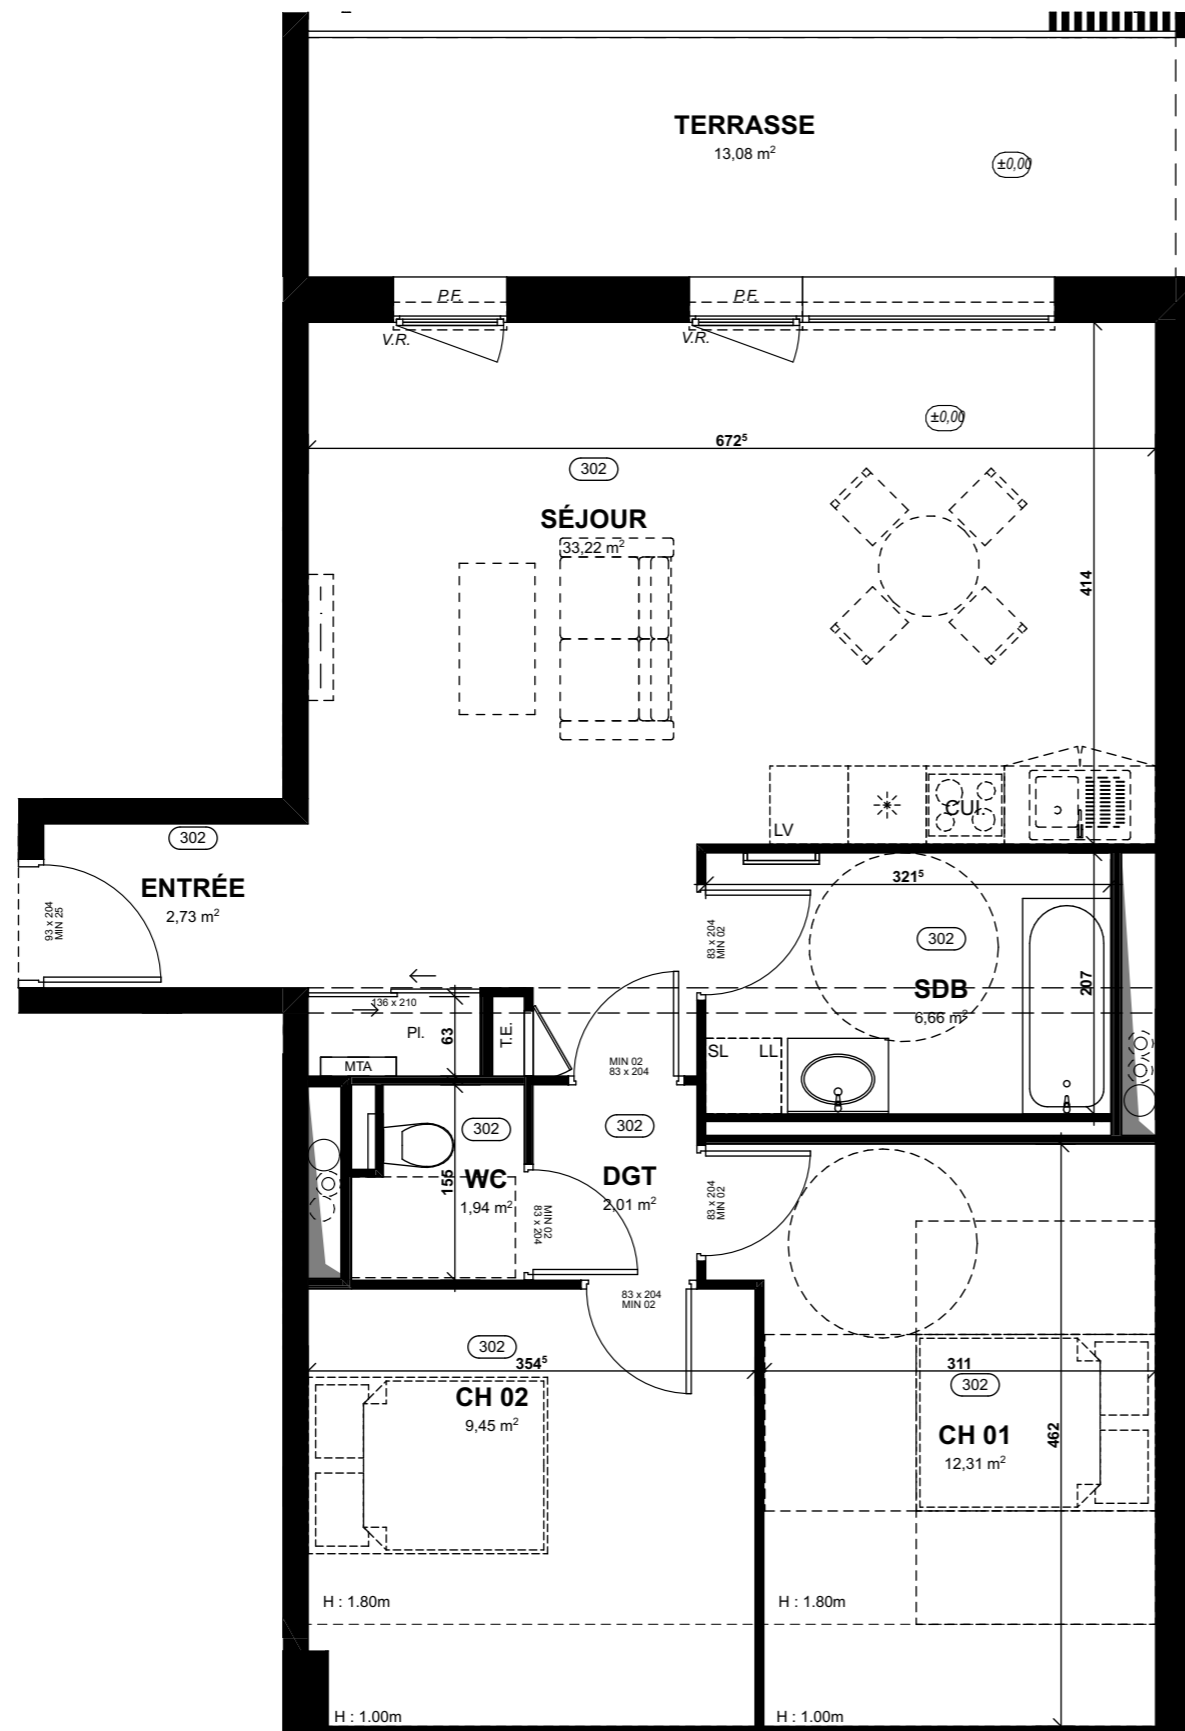 TERRASSE
13,08 m²
±0,00
P.F.
P.F.
V.R.
V.R.
±0,00
672⁵
302
SÉJOUR
33,22 m²
414
CUI.
LV
302
ENTRÉE
2,73 m²
93 x 204
MIN 25
321⁵
83 x 204
MIN 02
302
SDB
6,66 m²
207
136 x 210
Pl.
63
T.E.
MTA
MIN 02
83 x 204
SL
LL
302
WC
1,94 m²
155
302
DGT
2,01 m²
MIN 02
83 x 204
83 x 204
MIN 02
83 x 204
MIN 02
302
354⁵
CH 02
9,45 m²
311
302
CH 01
12,31 m²
462
H : 1.80m
H : 1.80m
H : 1.00m
H : 1.00m